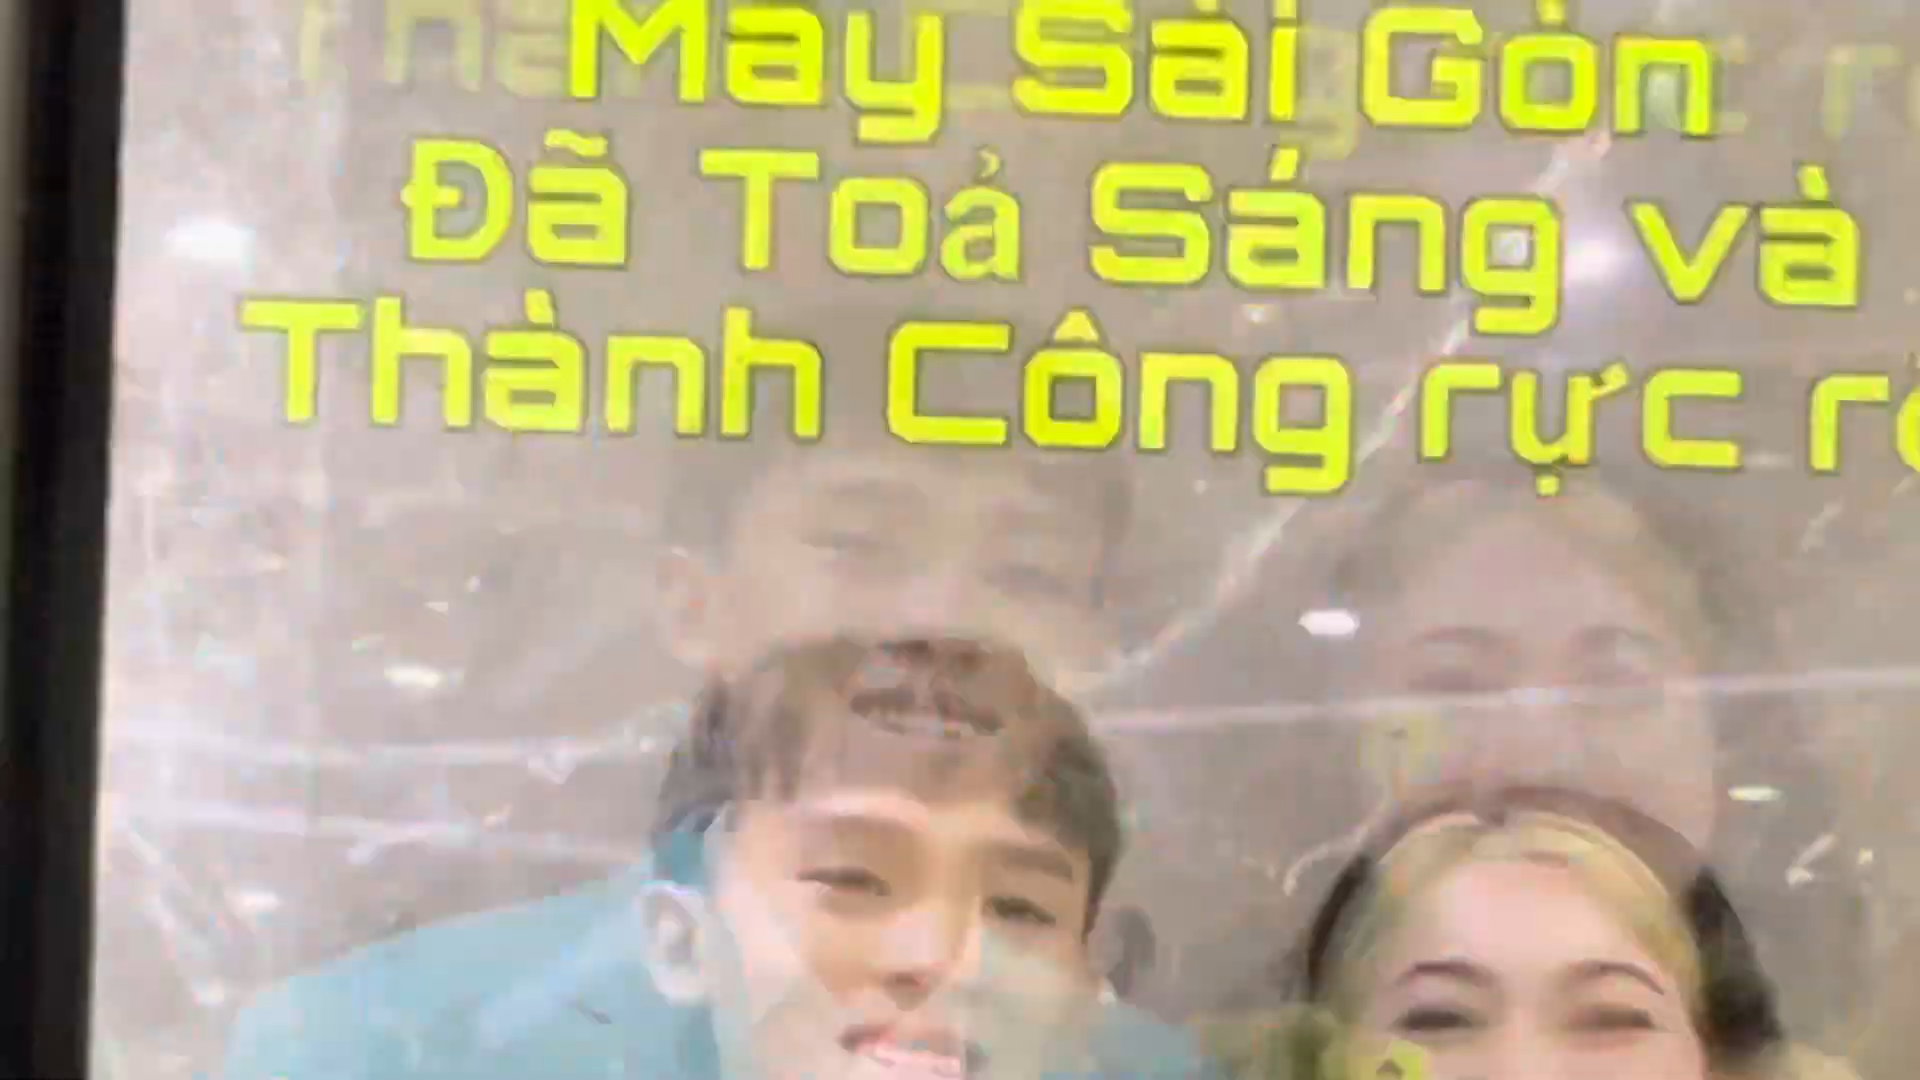 May Sài Gòn
Đã Toả Sáng và
Thành Công rực